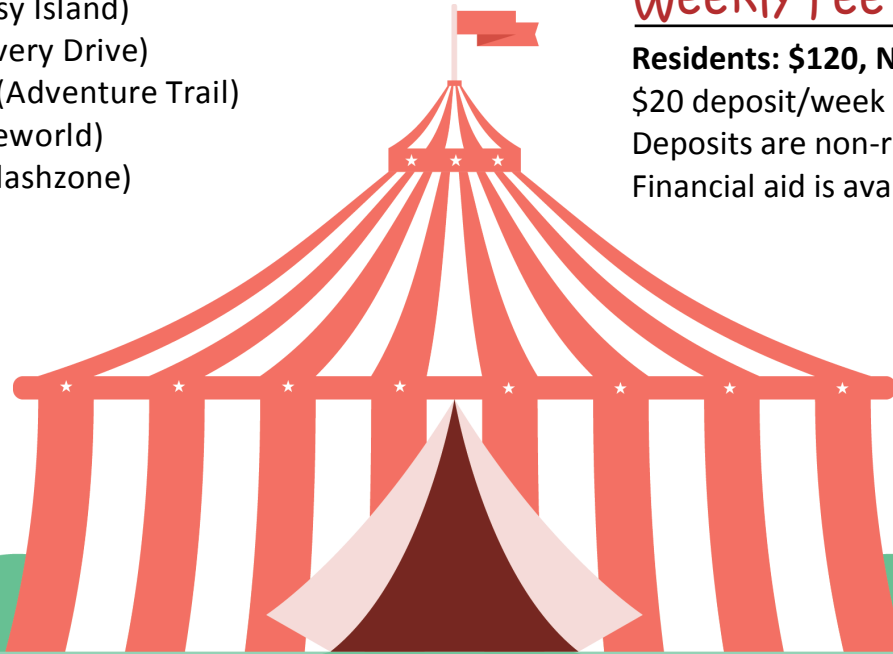 sy Island)
very Drive)
(Adventure Trail)
eworld)
lashzone)
Weekly Fee
Residents: $120, N
$20 deposit/week
Deposits are non-r
Financial aid is ava